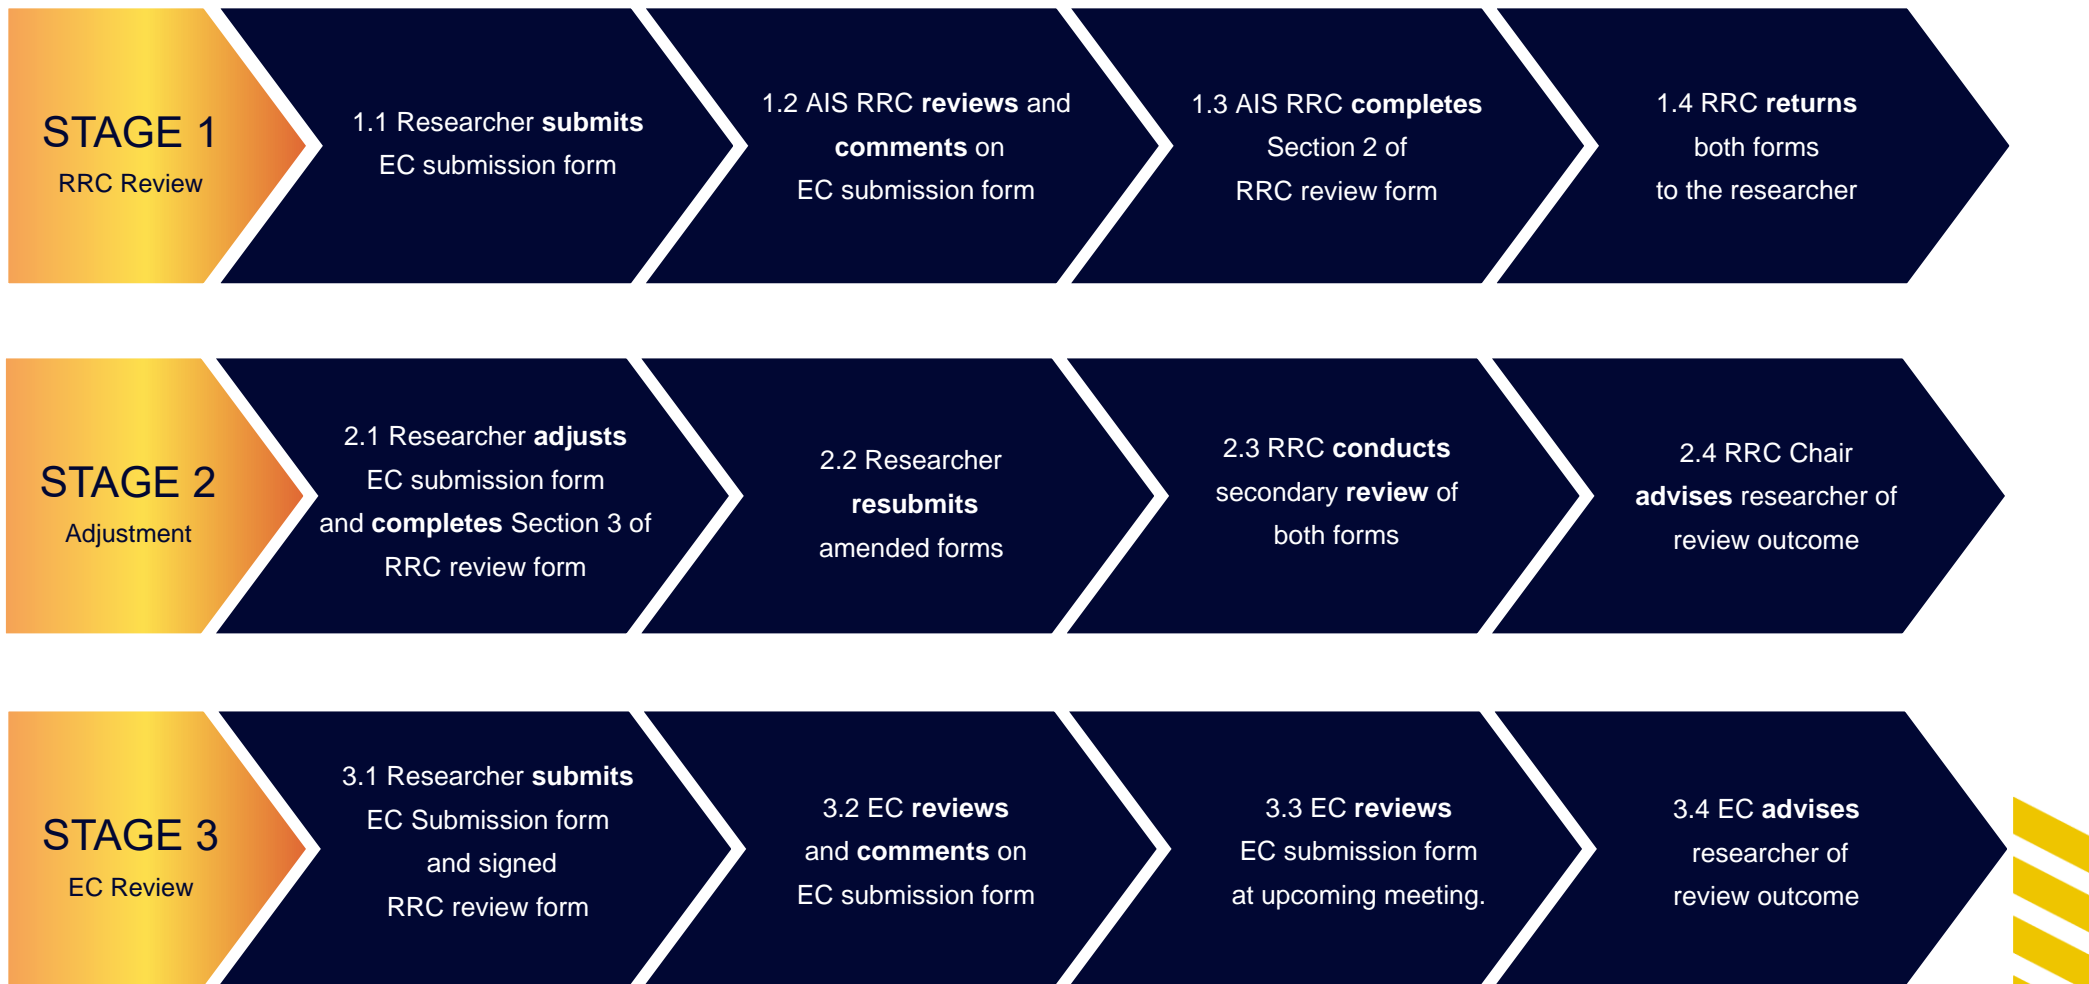 STAGE 1
RRC Review
1.1 Researcher submits
EC submission form
1.2 AIS RRC reviews and
comments on
EC submission form
1.3 AIS RRC completes
Section 2 of
RRC review form
1.4 RRC returns
both forms
to the researcher
STAGE 2
Adjustment
2.1 Researcher adjusts
EC submission form
and completes Section 3 of
RRC review form
2.2 Researcher
resubmits
amended forms
2.3 RRC conducts
secondary review of
both forms
2.4 RRC Chair
advises researcher of
review outcome
STAGE 3
EC Review
3.1 Researcher submits
EC Submission form
and signed
RRC review form
3.2 EC reviews
and comments on
EC submission form
3.3 EC reviews
EC submission form
at upcoming meeting.
3.4 EC advises
researcher of
review outcome